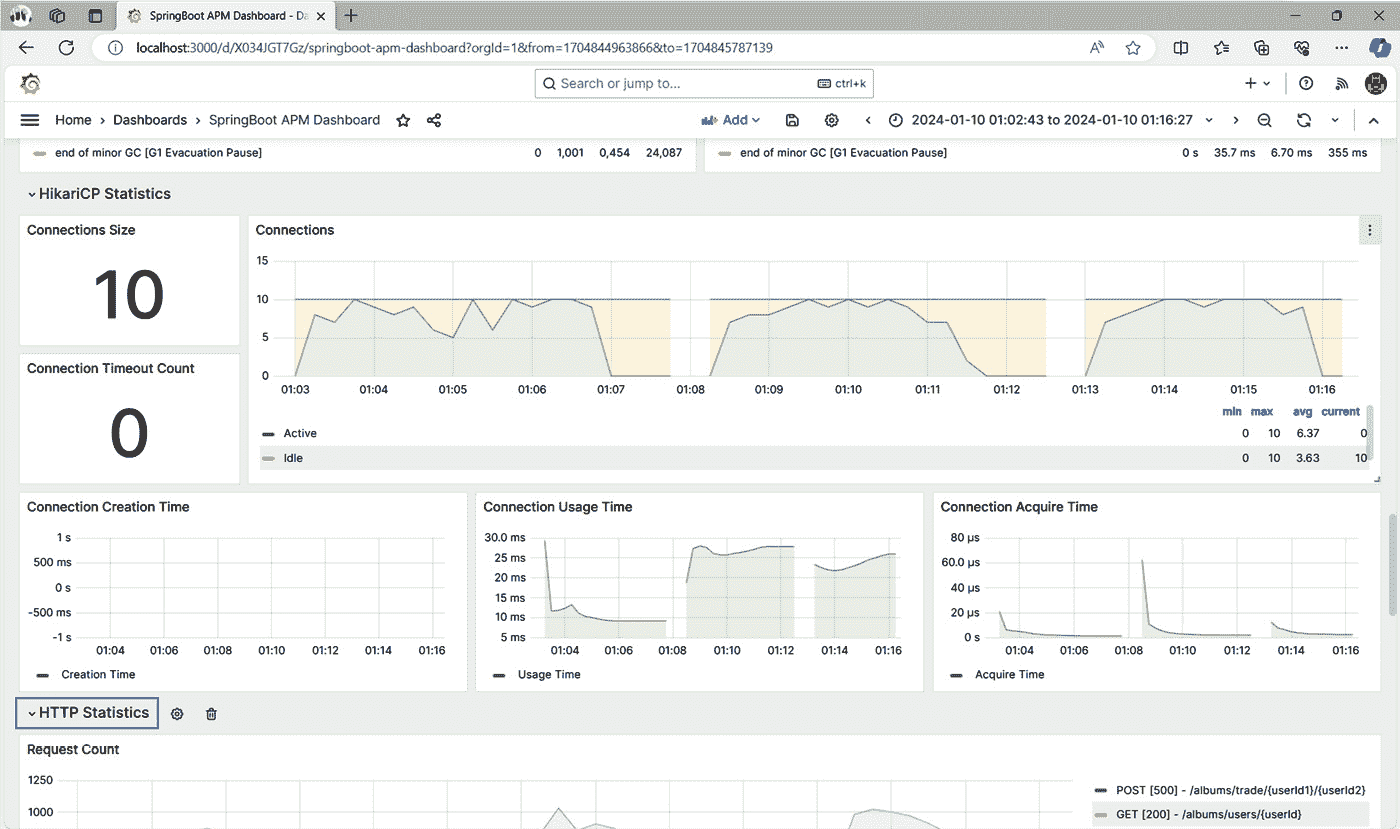 SpringBoot APM Dashboard - Da
localhost:3000/d/X034JGT7Gz/springboot-apm-dashboard?orgId=1&from=1704844963866&to=1704845787139
Search or jump to... ctrl+k
Home › Dashboards › SpringBoot APM Dashboard Add 2024-01-10 01:02:43 to 2024-01-10 01:16:27
end of minor GC [G1 Evacuation Pause] 0 1,001 0,454 24,087
end of minor GC [G1 Evacuation Pause] 0 s 35.7 ms 6.70 ms 355 ms
HikariCP Statistics
Connections Size
10
Connection Timeout Count
0
Connections
15
10
5
0
01:03 01:04 01:05 01:06 01:07 01:08 01:09 01:10 01:11 01:12 01:13 01:14 01:15 01:16
min max avg current
Active 0 10 6.37 0
Idle 0 10 3.63 10
Connection Creation Time
1 s
500 ms
0 s
-500 ms
-1 s
01:04 01:06 01:08 01:10 01:12 01:14 01:16
Creation Time
Connection Usage Time
30.0 ms
25 ms
20 ms
15 ms
10 ms
5 ms
01:04 01:06 01:08 01:10 01:12 01:14 01:16
Usage Time
Connection Acquire Time
80 µs
60.0 µs
40 µs
20 µs
0 s
01:04 01:06 01:08 01:10 01:12 01:14 01:16
Acquire Time
HTTP Statistics
Request Count
1250
1000
POST [500] - /albums/trade/{userId1}/{userId2}
GET [200] - /albums/users/{userId}